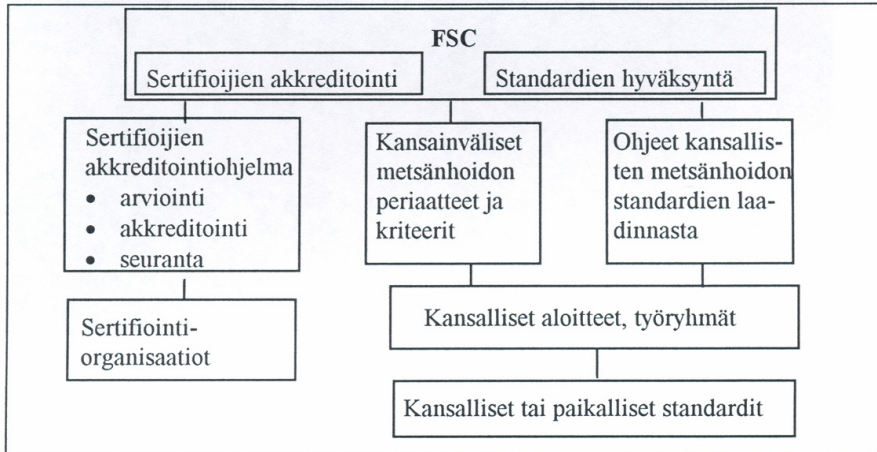 FSC
Sertifioijien akkreditointi
Standardien hyväksyntä
Sertifioijien
akkreditointiohjelma
• arviointi
• akkreditointi
• seuranta
Kansainväliset
metsänhoidon
periaatteet ja
kriteerit
Ohjeet kansallis-
ten metsänhoidon
standardien laa-
dinnasta
Sertifiointi-
organisaatiot
Kansalliset aloitteet, työryhmät
Kansalliset tai paikalliset standardit